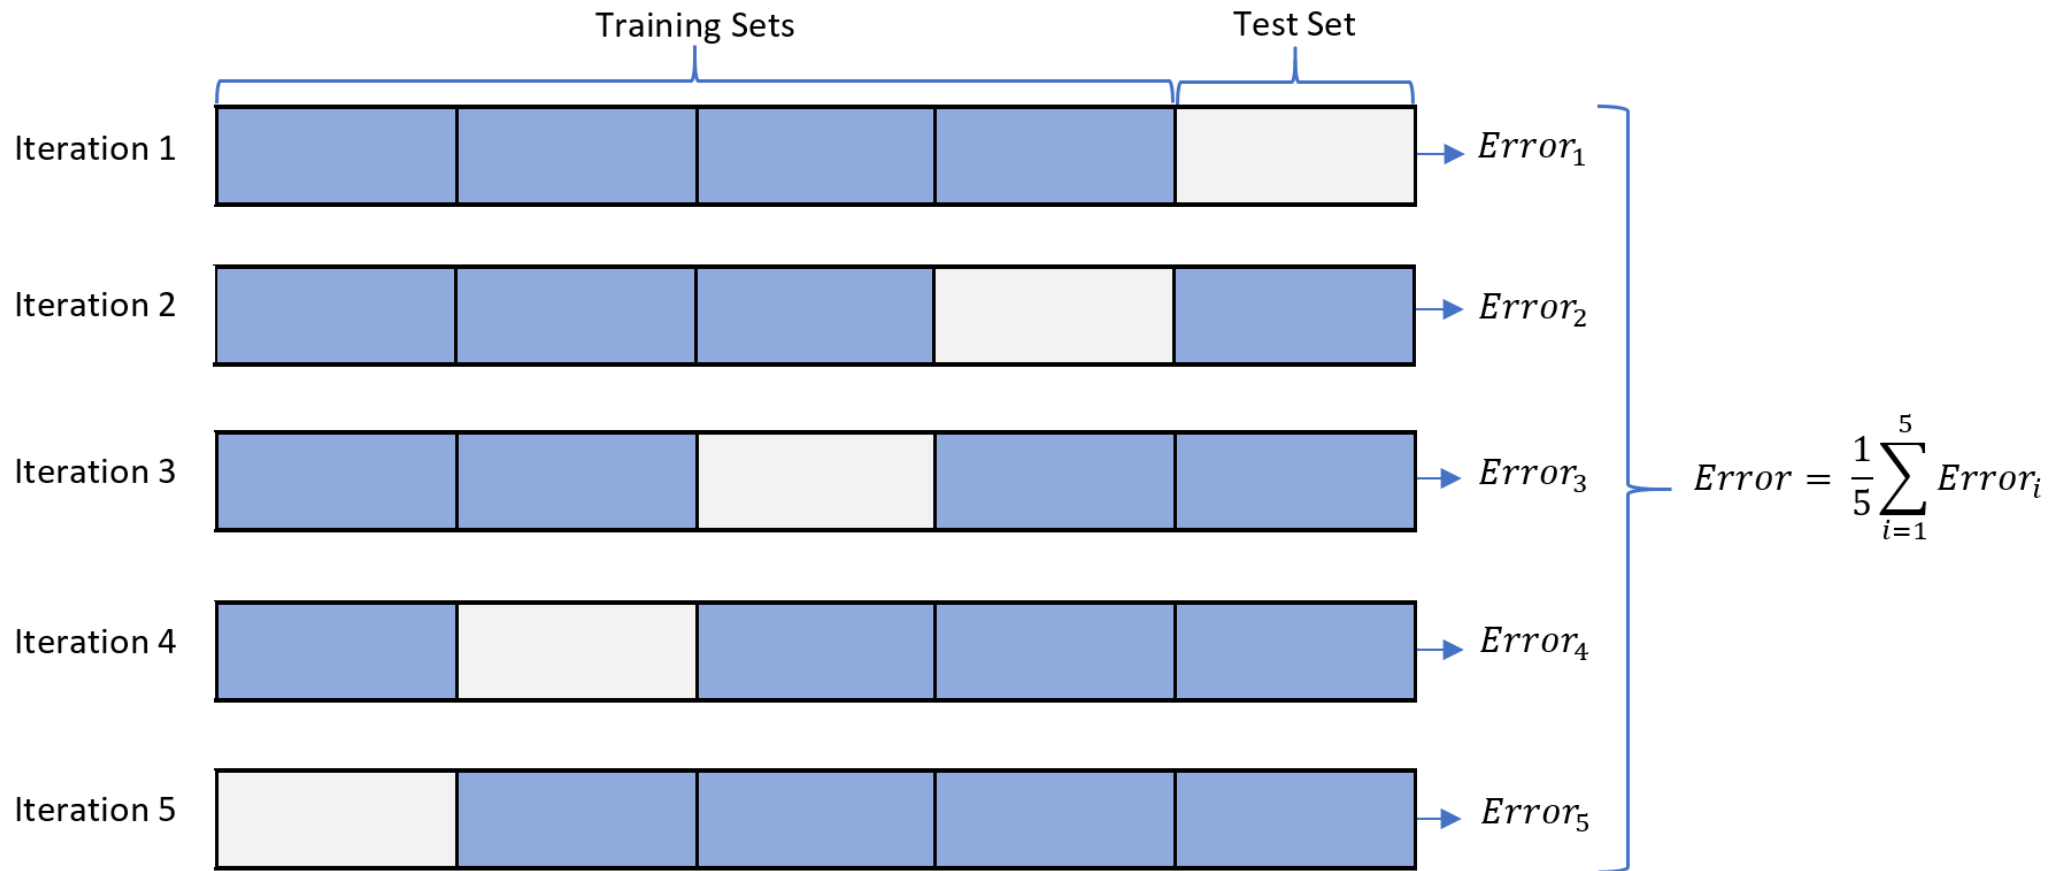 Training Sets
Test Set
Iteration 1
Error₁
Iteration 2
Error₂
Iteration 3
Error₃
Error = 1/5 ∑_{i=1}^{5} Errorᵢ
Iteration 4
Error₄
Iteration 5
Error₅